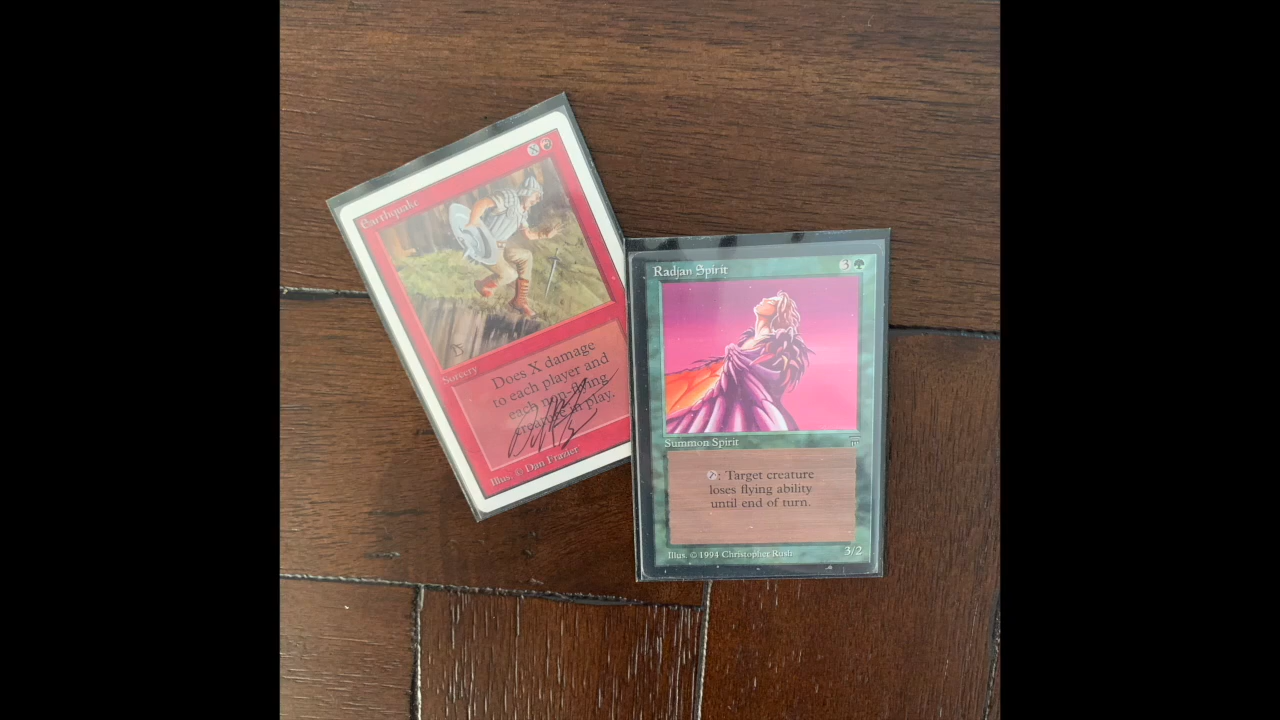 Earthquake
X
Sorcery
Does X damage
to each player and
each non-flying
creature in play.
Illus. © Dan Frazier
Radjan Spirit
3
Summon Spirit
: Target creature
loses flying ability
until end of turn.
Illus. © 1994 Christopher Rush
3/2